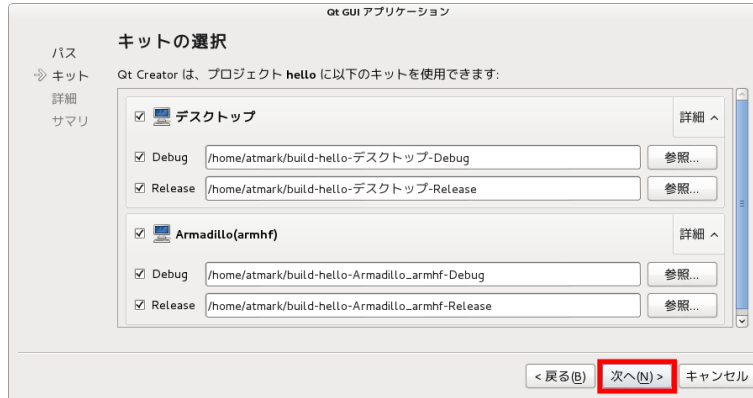 Qt GUI アプリケーション
パス
キット
詳細
サマリ
キットの選択
Qt Creator は、プロジェクト hello に以下のキットを使用できます:
デスクトップ 詳細
Debug /home/atmark/build-hello-デスクトップ-Debug 参照...
Release /home/atmark/build-hello-デスクトップ-Release 参照...
Armadillo(armhf) 詳細
Debug /home/atmark/build-hello-Armadillo_armhf-Debug 参照...
Release /home/atmark/build-hello-Armadillo_armhf-Release 参照...
< 戻る(B) 次へ(N) > キャンセル